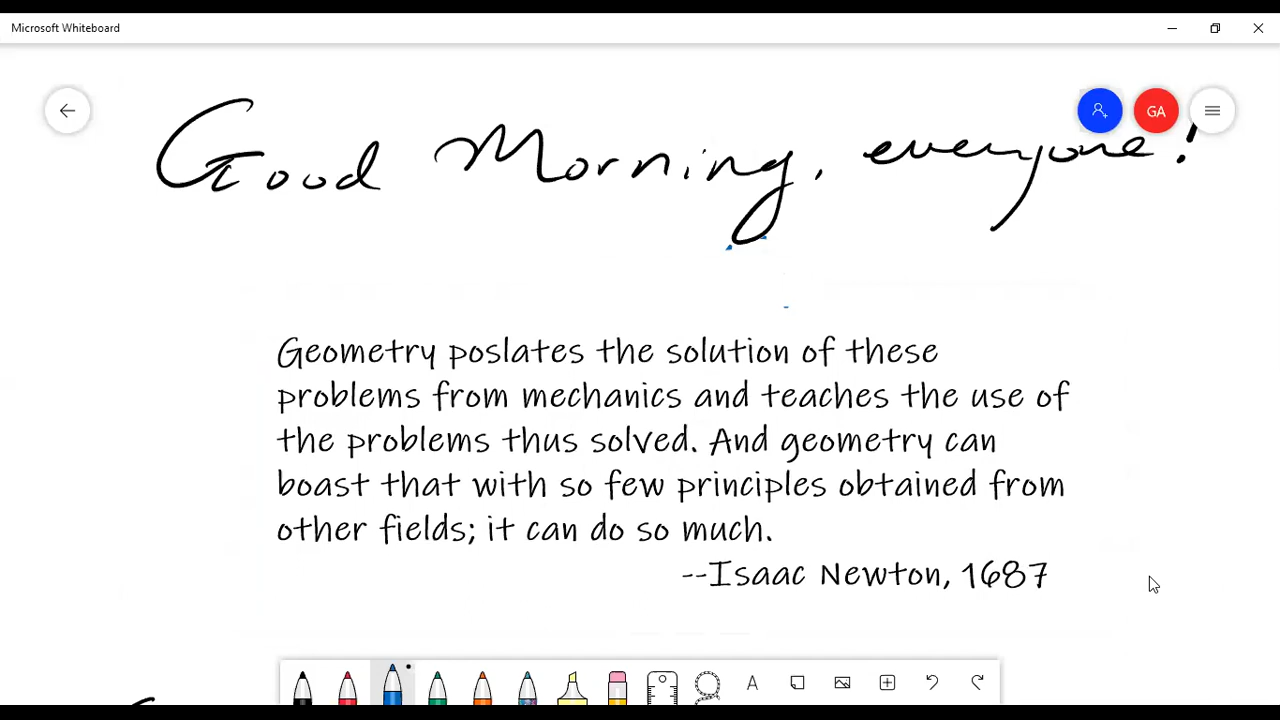 Microsoft Whiteboard
GA
Good Morning, everyone!
Geometry poslates the solution of these
problems from mechanics and teaches the use of
the problems thus solved. And geometry can
boast that with so few principles obtained from
other fields; it can do so much.
--Isaac Newton, 1687
A